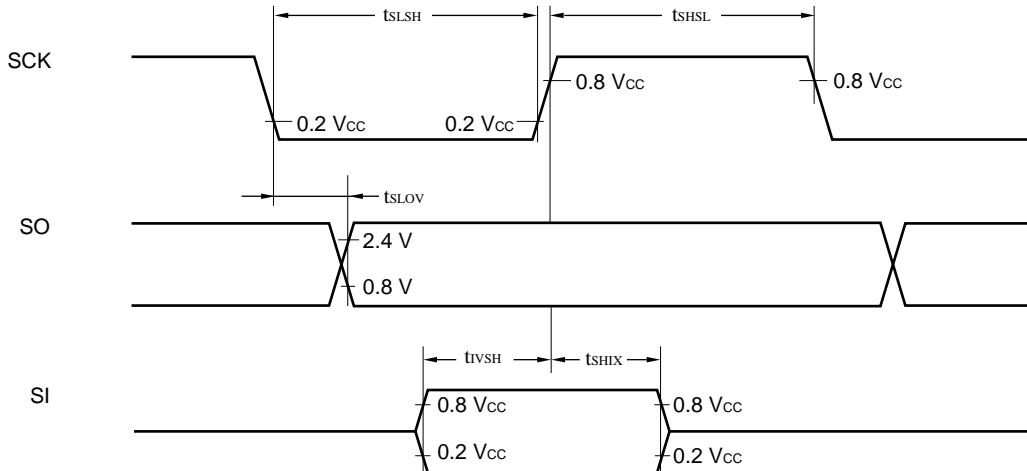 tSLSH
tSHSL
SCK
0.8 VCC
0.8 VCC
0.2 VCC
0.2 VCC
tSLOV
SO
2.4 V
0.8 V
tIVSH
tSHIX
SI
0.8 VCC
0.8 VCC
0.2 VCC
0.2 VCC